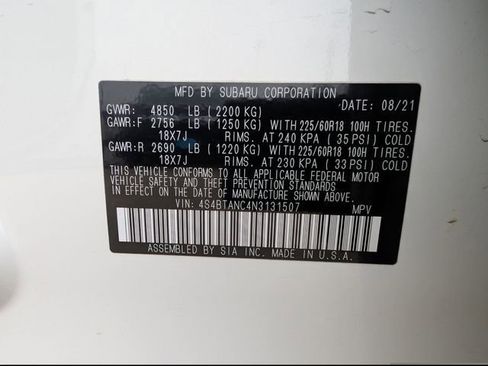 MFD BY SUBARU CORPORATION
GVWR: 4850 LB (2200 KG) DATE: 08/21
GAWR:F 2756 LB (1250 KG) WITH 225/60R18 100H TIRES.
18X7J RIMS. AT 240 KPA (35 PSI) COLD
GAWR:R 2690 LB (1220 KG) WITH 225/60R18 100H TIRES.
18X7J RIMS. AT 230 KPA (33 PSI) COLD
THIS VEHICLE CONFORMS TO ALL APPLICABLE FEDERAL MOTOR
VEHICLE SAFETY AND THEFT PREVENTION STANDARDS IN
EFFECT ON THE DATE OF MANUFACTURE SHOWN ABOVE.
VIN: 4S4BTANC4N3131507 MPV
ASSEMBLED BY SIA INC. MADE IN U.S.A.